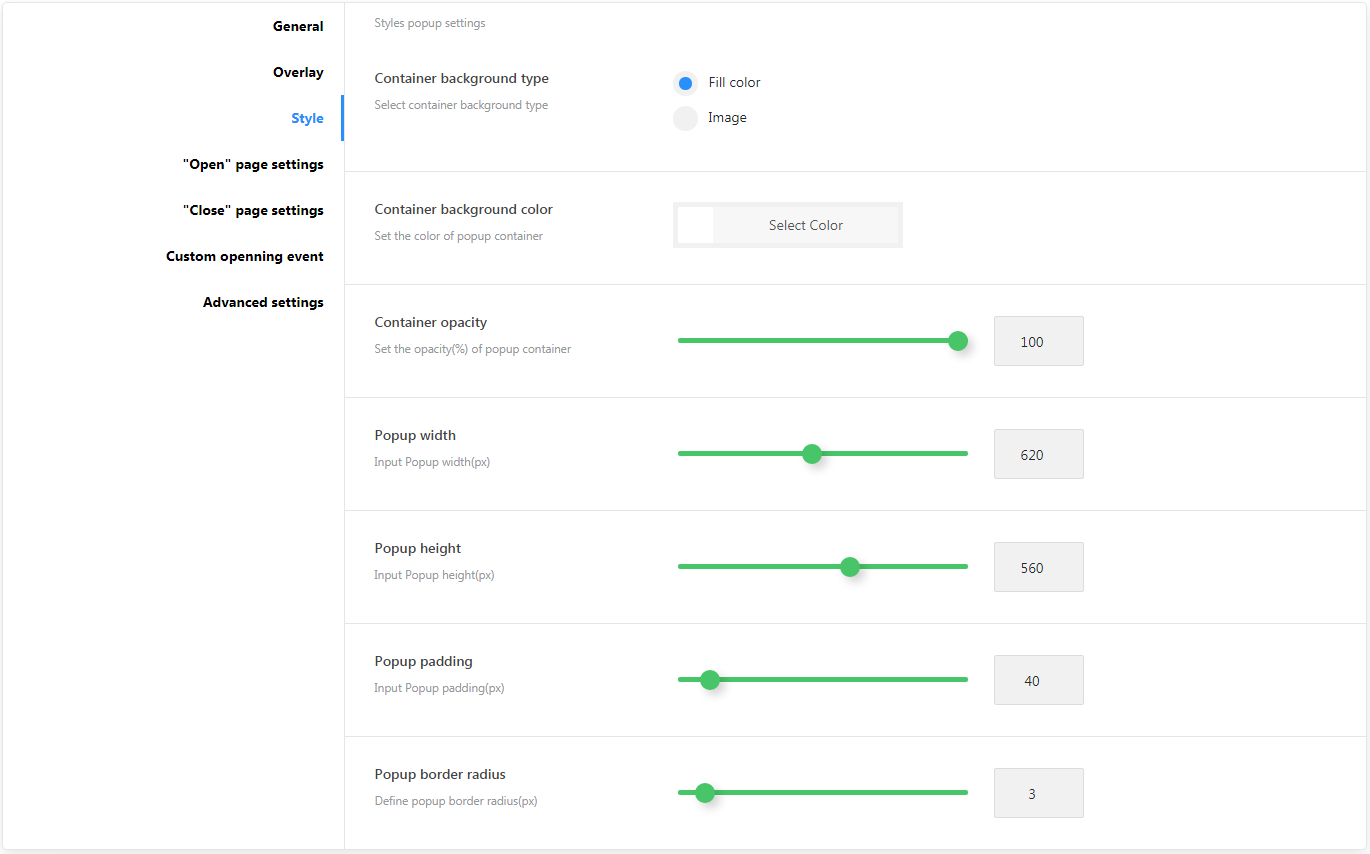 General
Overlay
Style
"Open" page settings
"Close" page settings
Custom openning event
Advanced settings
Styles popup settings
Container background type
Select container background type
Fill color
Image
Container background color
Set the color of popup container
Select Color
Container opacity
Set the opacity(%) of popup container
100
Popup width
Input Popup width(px)
620
Popup height
Input Popup height(px)
560
Popup padding
Input Popup padding(px)
40
Popup border radius
Define popup border radius(px)
3